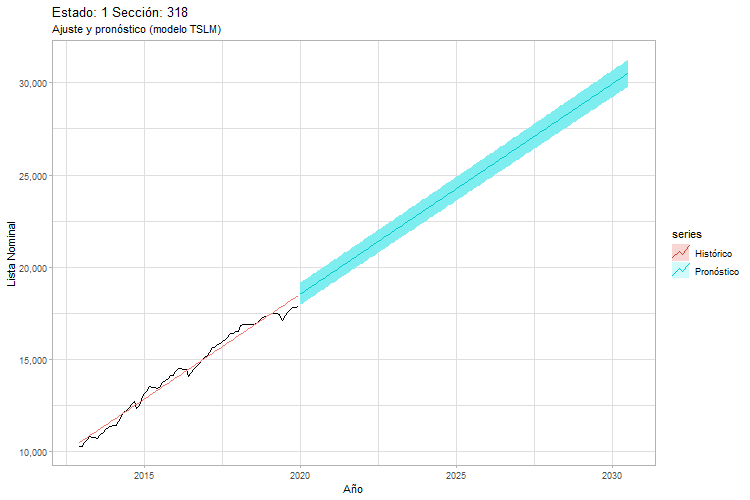 Estado: 1 Sección: 318
Ajuste y pronóstico (modelo TSLM)
30,000
25,000
20,000
15,000
10,000
Lista Nominal
2015
2020
2025
2030
Año
series
Histórico
Pronóstico